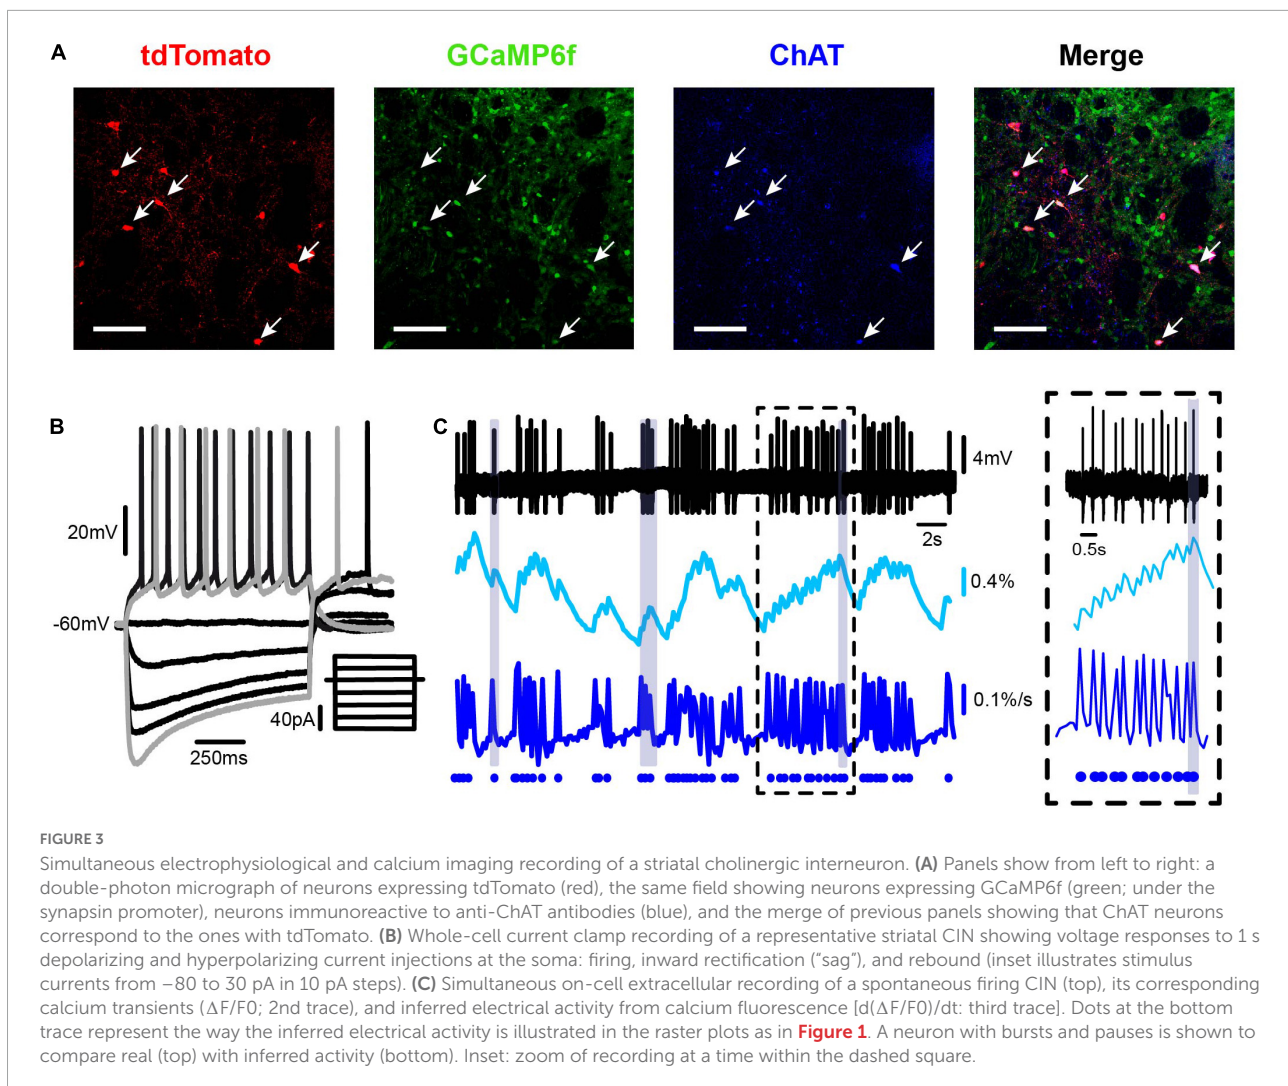 A
tdTomato
GCaMP6f
ChAT
Merge
B
20mV
-60mV
40pA
250ms
C
4mV
2s
0.4%
0.1%/s
0.5s
FIGURE 3
Simultaneous electrophysiological and calcium imaging recording of a striatal cholinergic interneuron. (A) Panels show from left to right: a
double-photon micrograph of neurons expressing tdTomato (red), the same field showing neurons expressing GCaMP6f (green; under the
synapsin promoter), neurons immunoreactive to anti-ChAT antibodies (blue), and the merge of previous panels showing that ChAT neurons
correspond to the ones with tdTomato. (B) Whole-cell current clamp recording of a representative striatal CIN showing voltage responses to 1 s
depolarizing and hyperpolarizing current injections at the soma: firing, inward rectification (“sag”), and rebound (inset illustrates stimulus
currents from −80 to 30 pA in 10 pA steps). (C) Simultaneous on-cell extracellular recording of a spontaneous firing CIN (top), its corresponding
calcium transients (ΔF/F0; 2nd trace), and inferred electrical activity from calcium fluorescence [d(ΔF/F0)/dt: third trace]. Dots at the bottom
trace represent the way the inferred electrical activity is illustrated in the raster plots as in Figure 1. A neuron with bursts and pauses is shown to
compare real (top) with inferred activity (bottom). Inset: zoom of recording at a time within the dashed square.